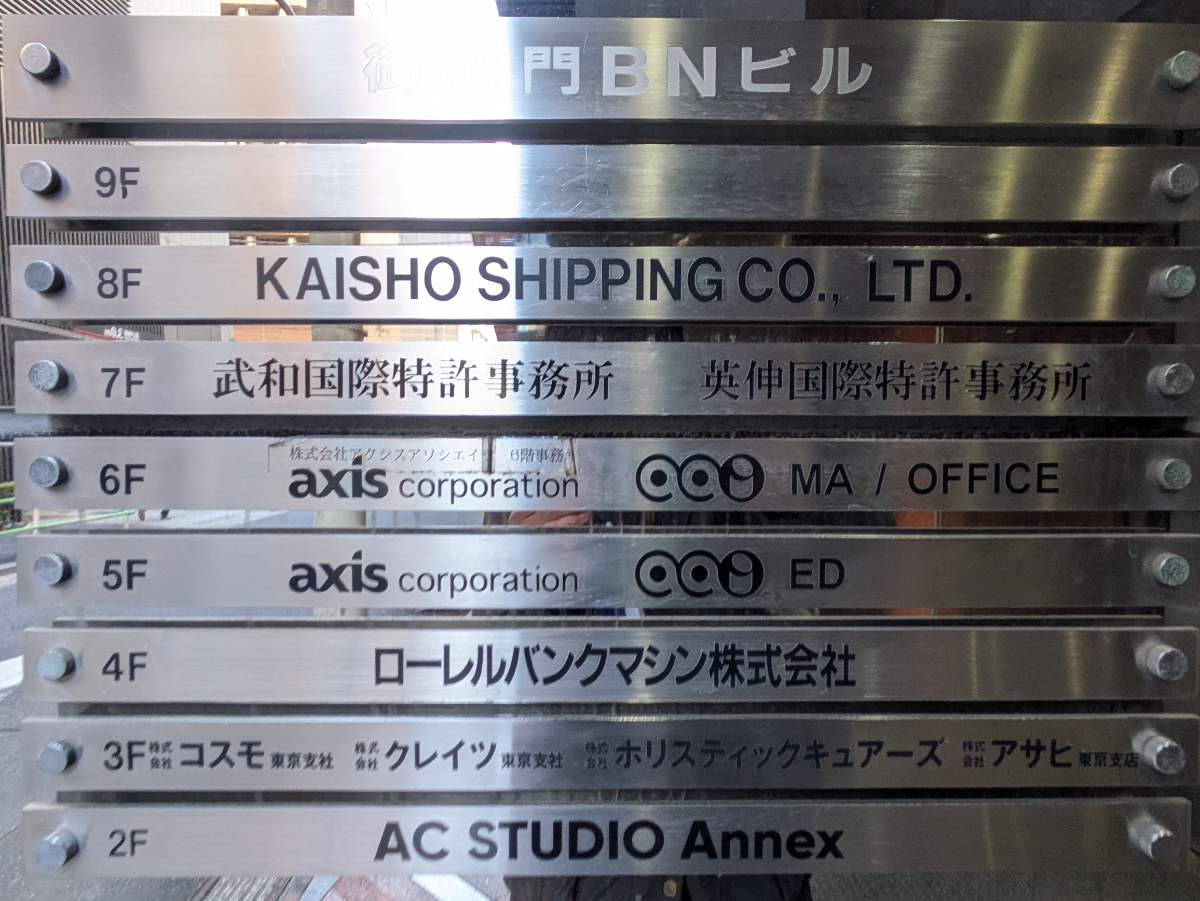 御成門BNビル
9F
8F KAISHO SHIPPING CO., LTD.
7F 武和国際特許事務所 英伸国際特許事務所
株式会社アクシスアソシエイ 6階事務
6F axis corporation aai MA / OFFICE
5F axis corporation aai ED
4F ローレルバンクマシン株式会社
3F 株式会社 コスモ 東京支社 株式会社 クレイツ 東京支社 株式会社 ホリスティックキュアーズ 株式会社 アサヒ 東京支店
2F AC STUDIO Annex